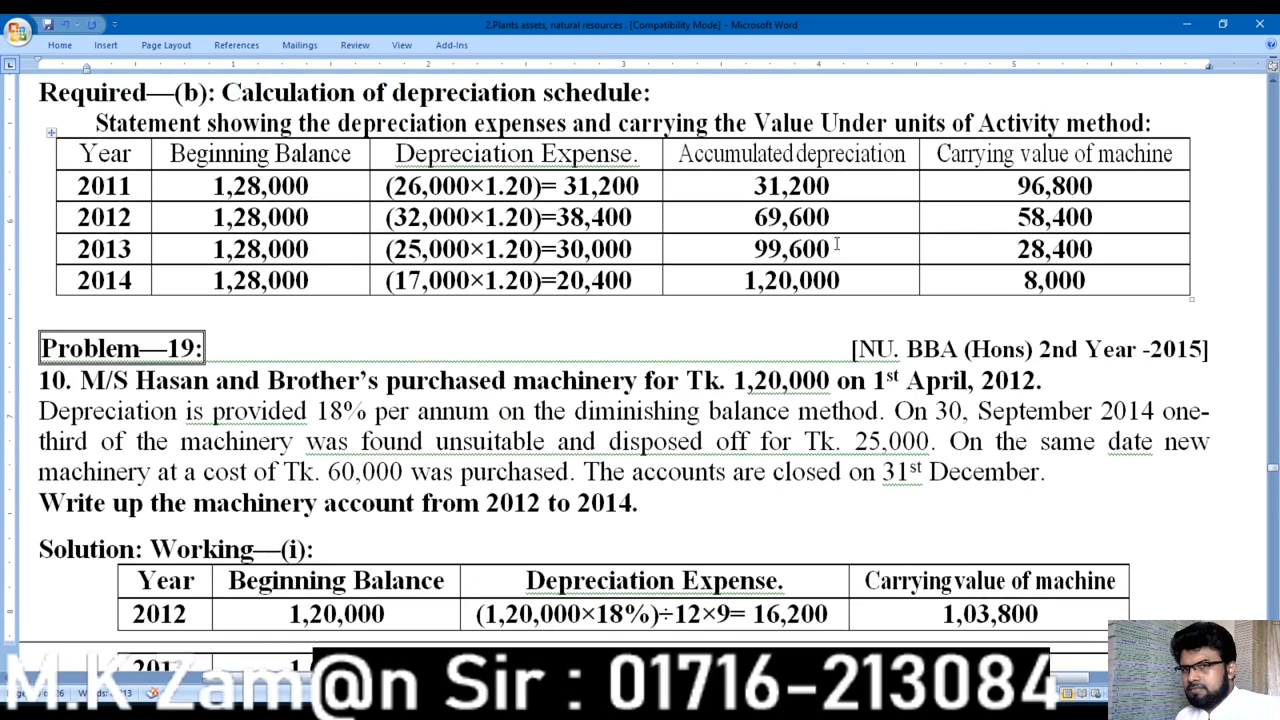 2.Plants assets, natural resources . [Compatibility Mode] - Microsoft Word
Home Insert Page Layout References Mailings Review View Add-Ins
Required—(b): Calculation of depreciation schedule:
Statement showing the depreciation expenses and carrying the Value Under units of Activity method:
Year Beginning Balance Depreciation Expense. Accumulated depreciation Carrying value of machine
2011 1,28,000 (26,000×1.20)= 31,200 31,200 96,800
2012 1,28,000 (32,000×1.20)=38,400 69,600 58,400
2013 1,28,000 (25,000×1.20)=30,000 99,600 28,400
2014 1,28,000 (17,000×1.20)=20,400 1,20,000 8,000
Problem—19: [NU. BBA (Hons) 2nd Year -2015]
10. M/S Hasan and Brother's purchased machinery for Tk. 1,20,000 on 1st April, 2012.
Depreciation is provided 18% per annum on the diminishing balance method. On 30, September 2014 one-
third of the machinery was found unsuitable and disposed off for Tk. 25,000. On the same date new
machinery at a cost of Tk. 60,000 was purchased. The accounts are closed on 31st December.
Write up the machinery account from 2012 to 2014.
Solution: Working—(i):
Year Beginning Balance Depreciation Expense. Carrying value of machine
2012 1,20,000 (1,20,000×18%)÷12×9= 16,200 1,03,800
M.K Zam@n Sir : 01716-213084